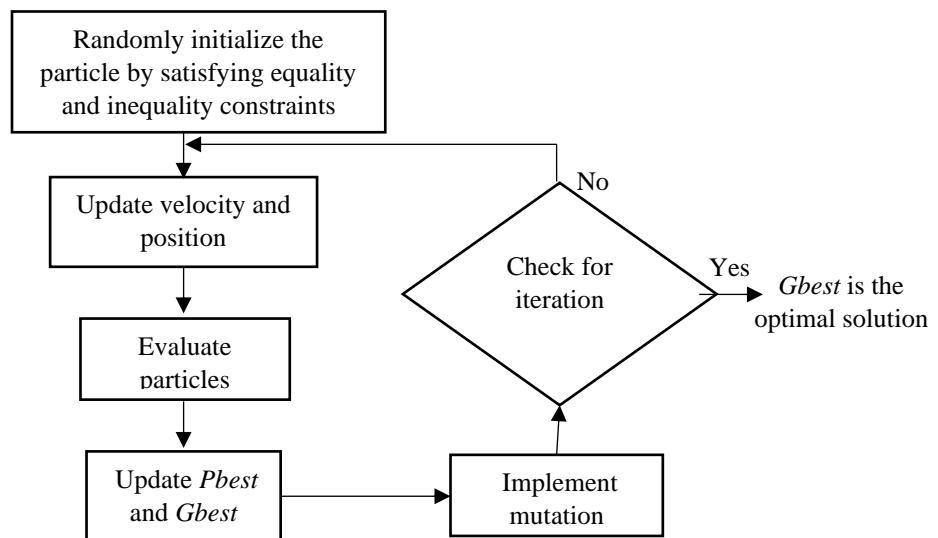 Randomly initialize the
particle by satisfying equality
and inequality constraints
Update velocity and
position
Evaluate
particles
Update Pbest
and Gbest
Implement
mutation
Check for
iteration
No
Yes
Gbest is the
optimal solution